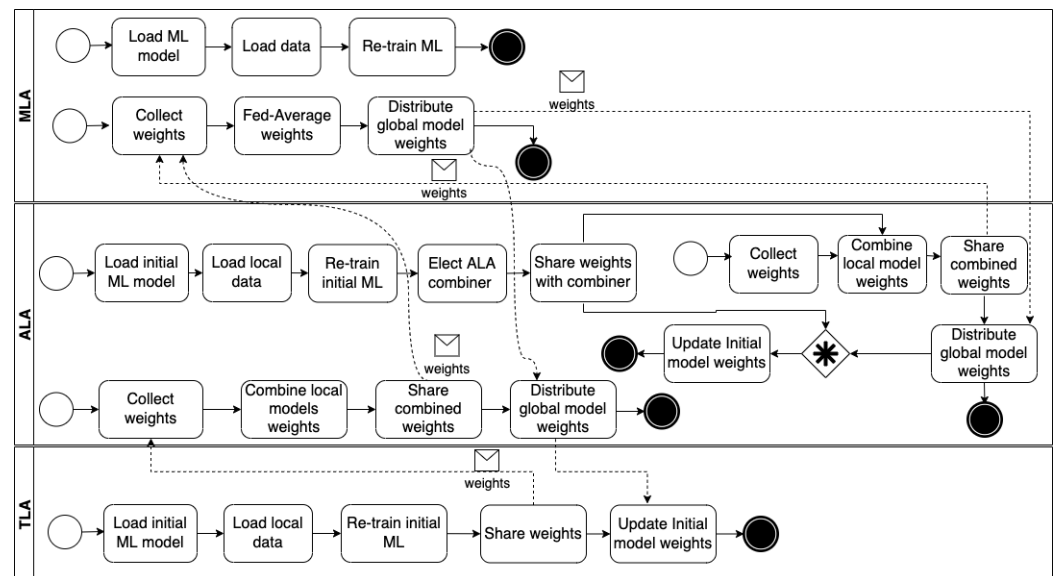 MLA
Load ML
model
Load data
Re-train ML
weights
Collect
weights
Fed-Average
weights
Distribute
global model
weights
weights
ALA
Load initial
ML model
Load local
data
Re-train
initial ML
Elect ALA
combiner
Share weights
with combiner
Collect
weights
Combine
local model
weights
Share
combined
weights
Update Initial
model weights
Distribute
global model
weights
weights
Collect
weights
Combine local
models
weights
Share
combined
weights
Distribute
global model
weights
TLA
weights
Load initial
ML model
Load local
data
Re-train initial
ML
Share weights
Update Initial
model weights